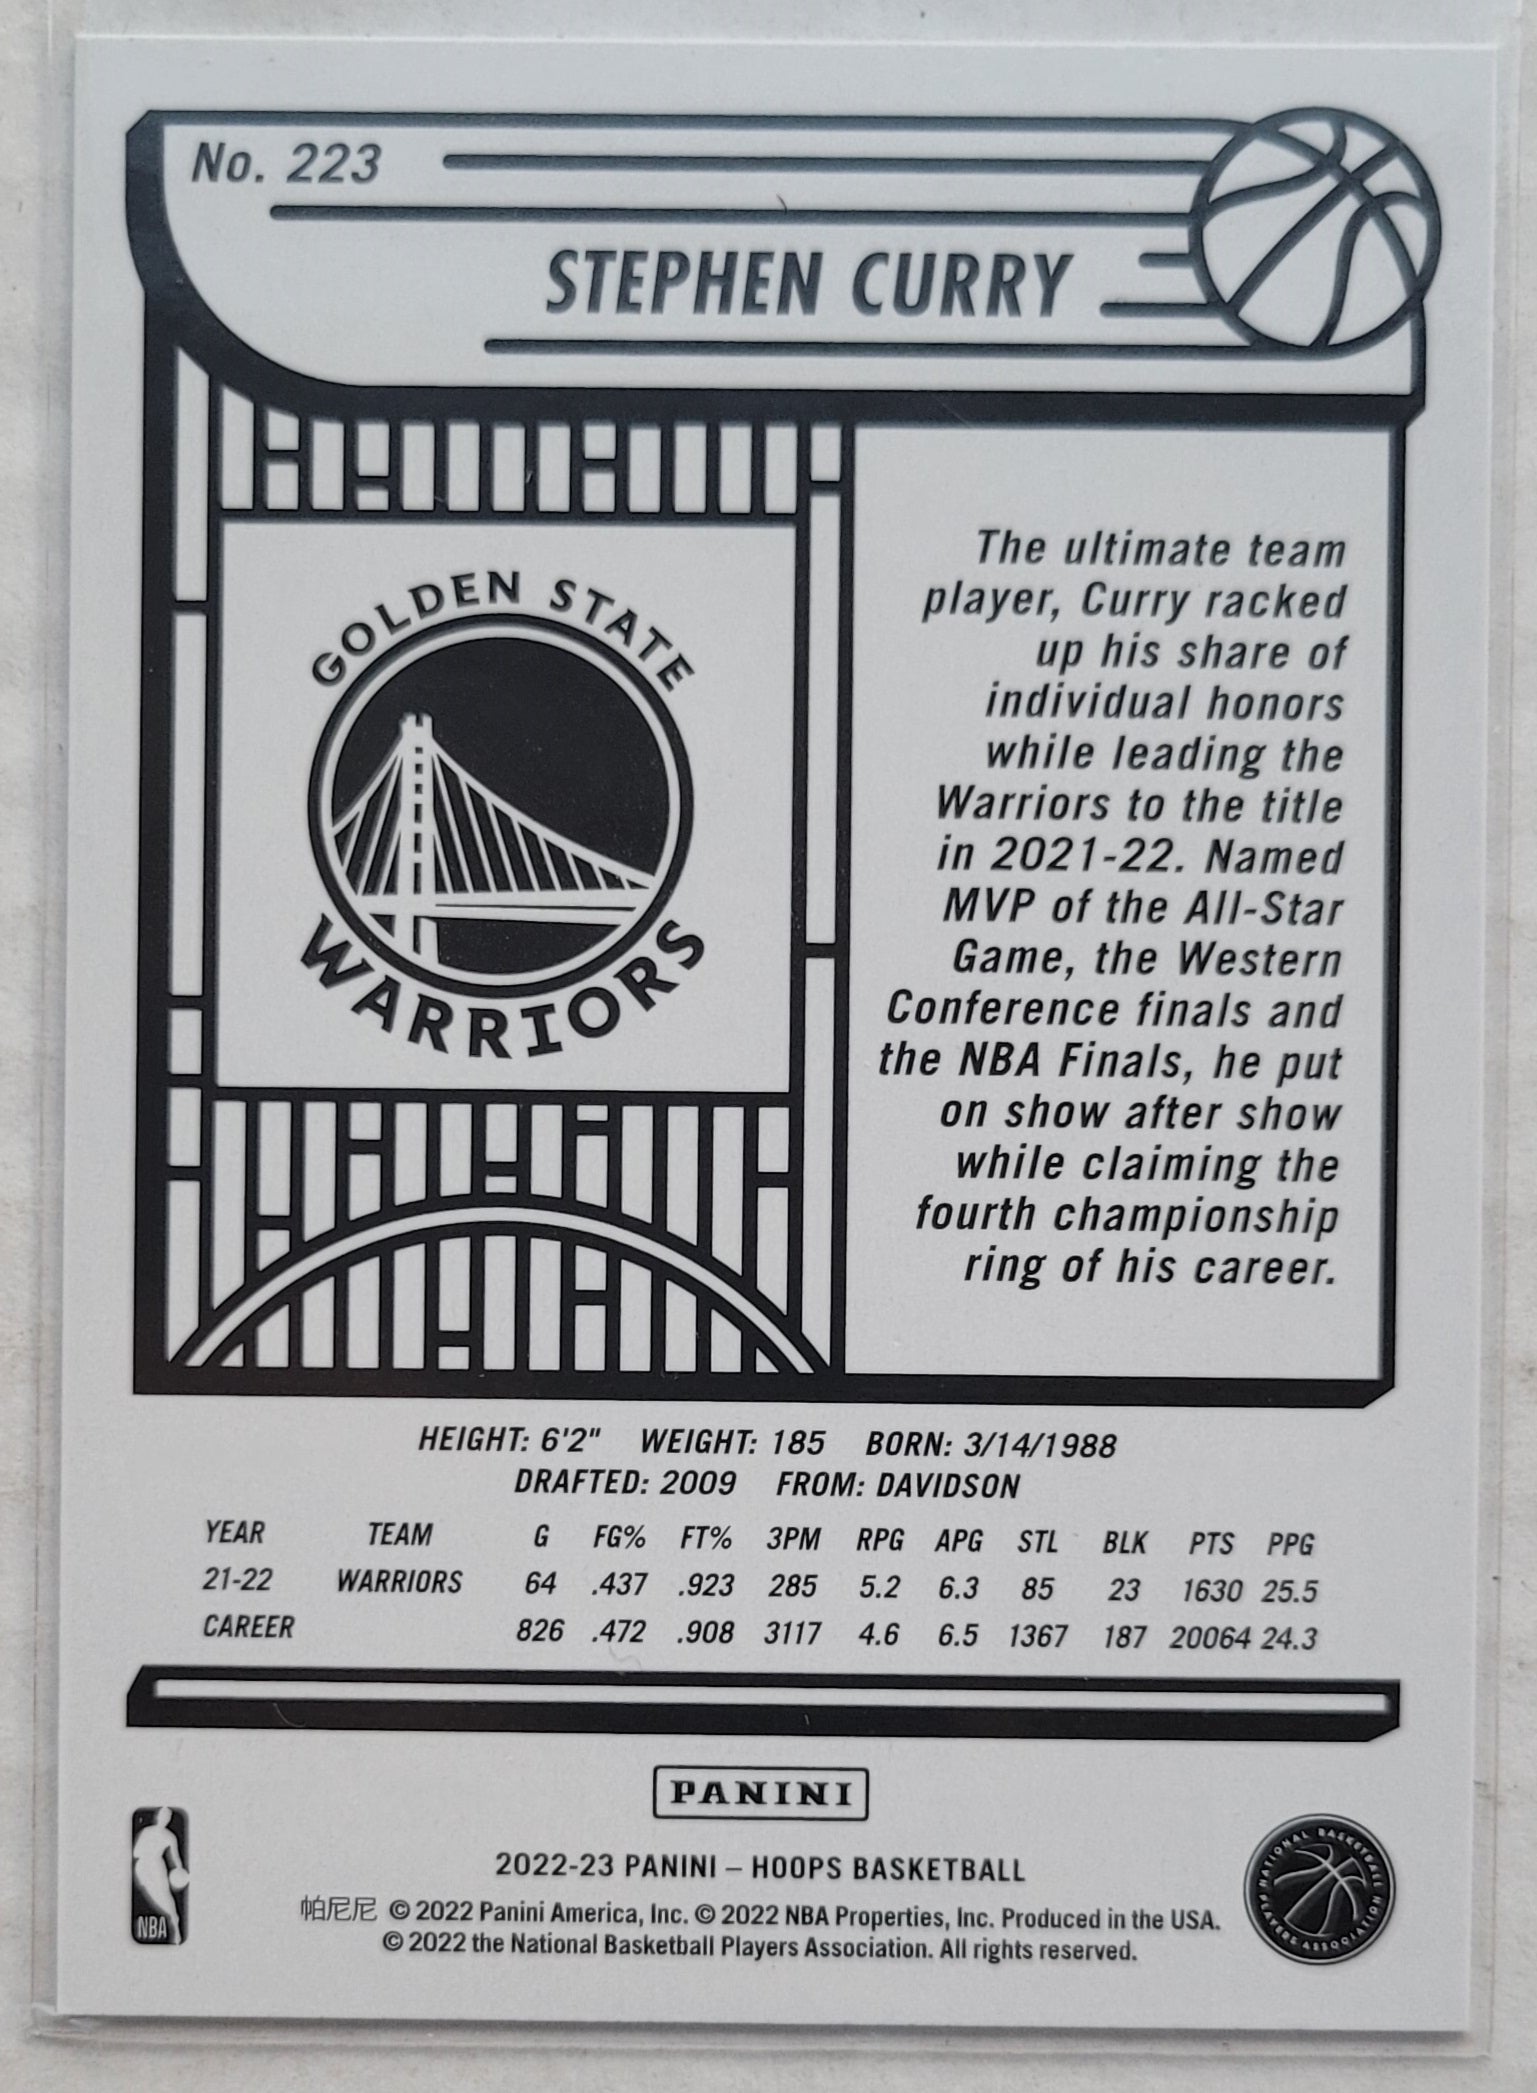 No. 223
STEPHEN CURRY
GOLDEN STATE
WARRIORS
The ultimate team
player, Curry racked
up his share of
individual honors
while leading the
Warriors to the title
in 2021-22. Named
MVP of the All-Star
Game, the Western
Conference finals and
the NBA Finals, he put
on show after show
while claiming the
fourth championship
ring of his career.
HEIGHT: 6'2" WEIGHT: 185 BORN: 3/14/1988
DRAFTED: 2009 FROM: DAVIDSON
YEAR TEAM G FG% FT% 3PM RPG APG STL BLK PTS PPG
21-22 WARRIORS 64 .437 .923 285 5.2 6.3 85 23 1630 25.5
CAREER 826 .472 .908 3117 4.6 6.5 1367 187 20064 24.3
PANINI
2022-23 PANINI – HOOPS BASKETBALL
帕尼尼 © 2022 Panini America, Inc. © 2022 NBA Properties, Inc. Produced in the USA.
© 2022 the National Basketball Players Association. All rights reserved.
NBA
NATIONAL BASKETBALL
PLAYERS ASSOCIATION